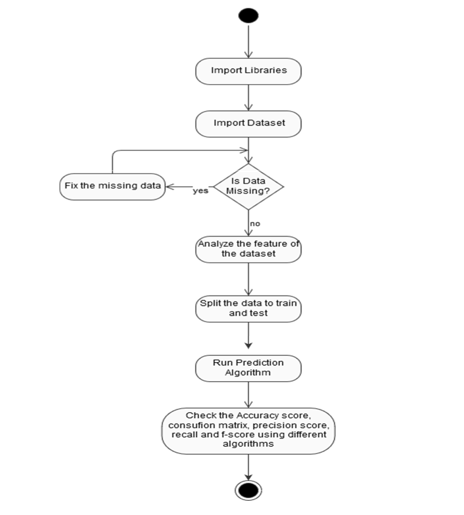 Import Libraries
Import Dataset
Is Data
Missing?
yes
Fix the missing data
no
Analyze the feature of
the dataset
Split the data to train
and test
Run Prediction
Algorithm
Check the Accuracy score,
consufion matrix, precision score,
recall and f-score using different
algorithms